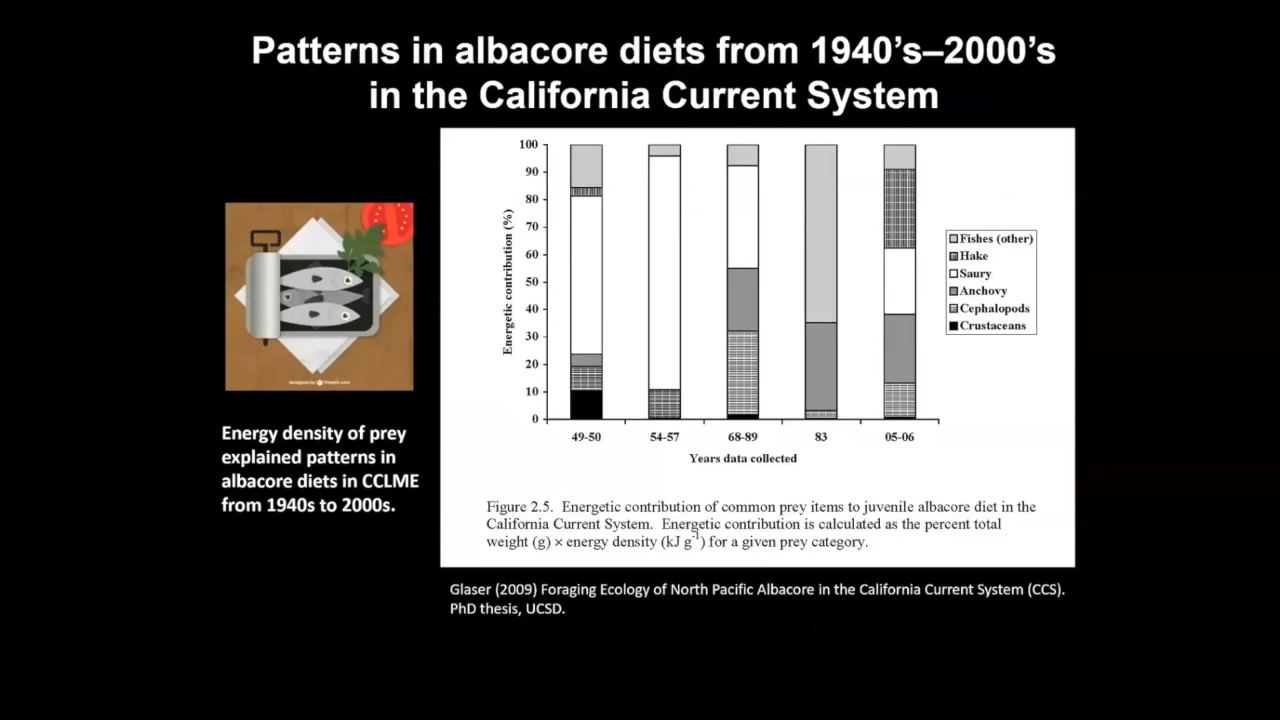 Patterns in albacore diets from 1940's–2000's
in the California Current System
100
90
80
70
60
50
40
30
20
10
0
Energetic contribution (%)
49-50
54-57
68-89
83
05-06
Years data collected
Fishes (other)
Hake
Saury
Anchovy
Cephalopods
Crustaceans
Energy density of prey
explained patterns in
albacore diets in CCLME
from 1940s to 2000s.
Figure 2.5. Energetic contribution of common prey items to juvenile albacore diet in the
California Current System. Energetic contribution is calculated as the percent total
weight (g) × energy density (kJ g⁻¹) for a given prey category.
Glaser (2009) Foraging Ecology of North Pacific Albacore in the California Current System (CCS).
PhD thesis, UCSD.